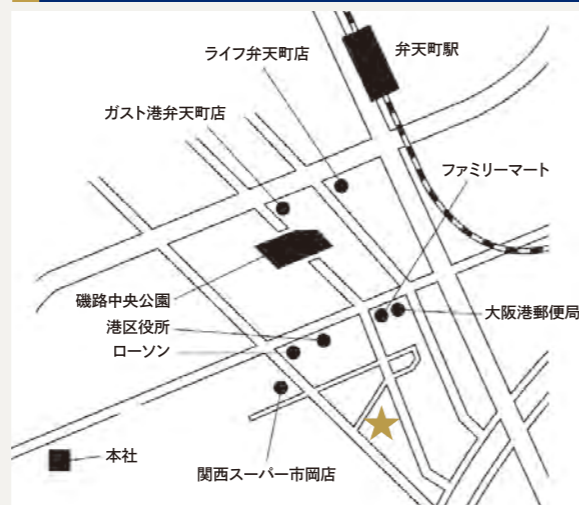 弁天町駅
ライフ弁天町店
ガスト港弁天町店
ファミリーマート
磯路中央公園
港区役所
大阪港郵便局
ローソン
本社
関西スーパー市岡店